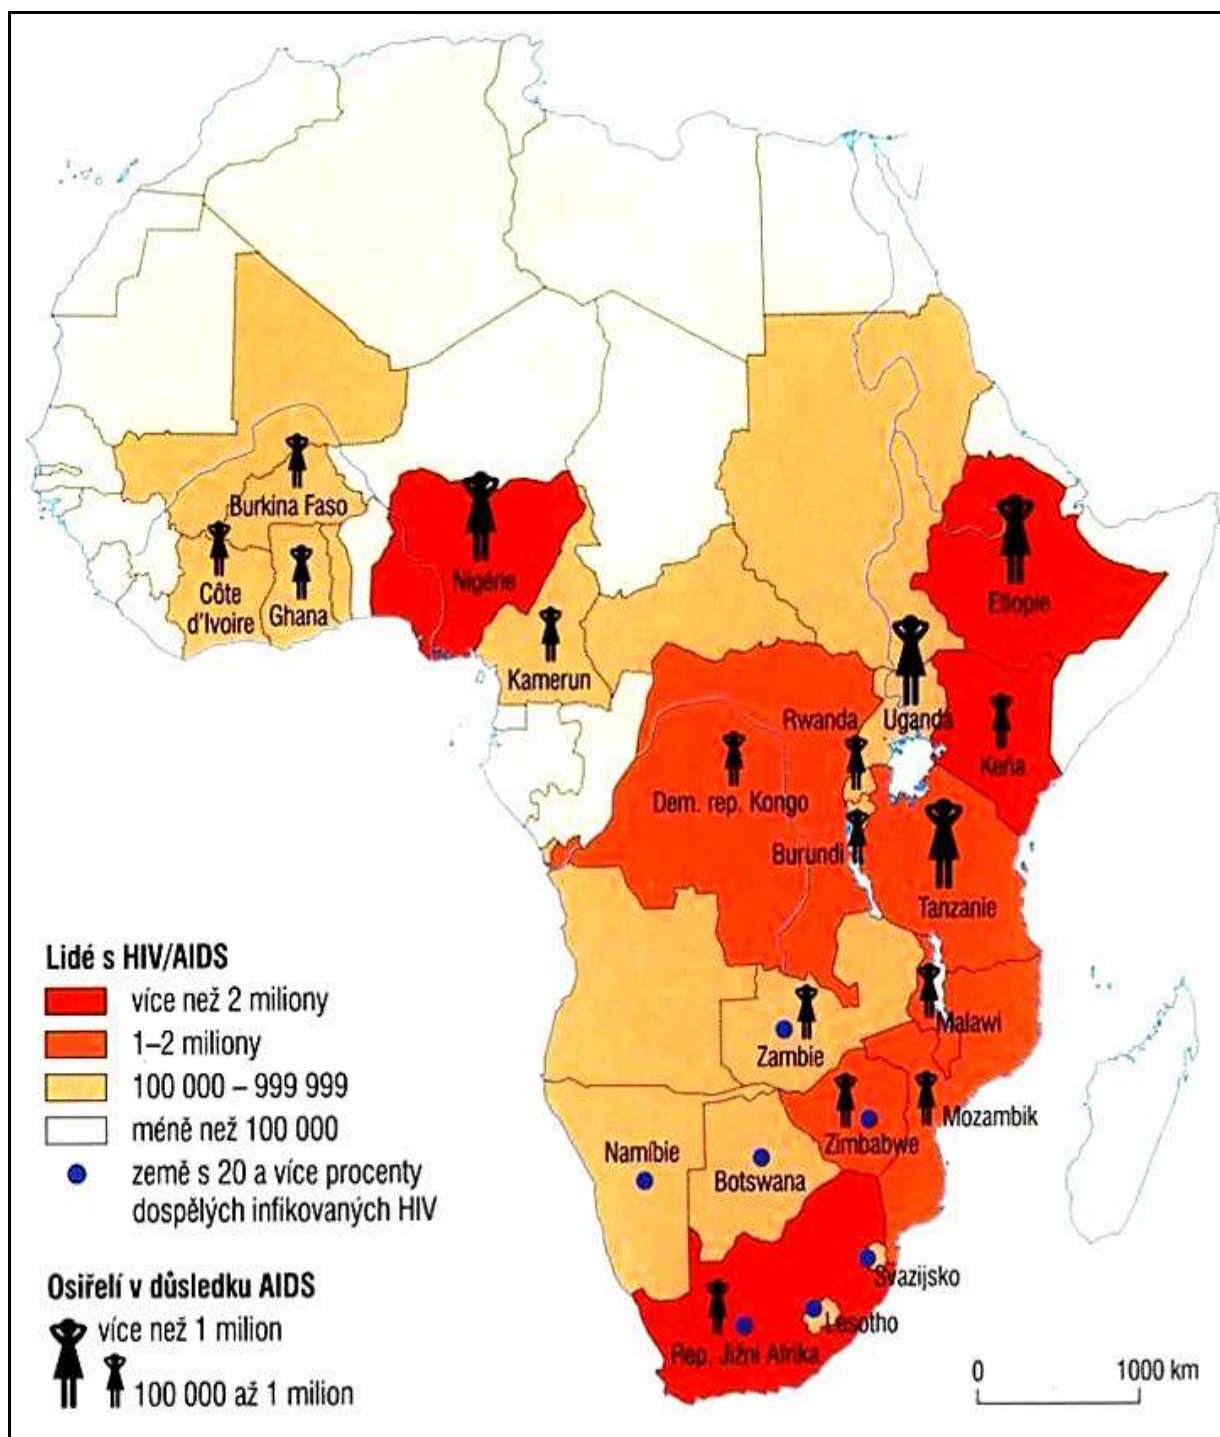 Burkina Faso
Côte
d'Ivoire
Ghana
Nigérie
Kamerun
Etiopie
Uganda
Rwanda
Keňa
Dem. rep. Kongo
Burundi
Tanzanie
Malawi
Zambie
Mozambik
Zimbabwe
Namíbie
Botswana
Svazijsko
Lesotho
Rep. Jižní Afrika
Lidé s HIV/AIDS
více než 2 miliony
1–2 miliony
100 000 – 999 999
méně než 100 000
země s 20 a více procenty
dospělých infikovaných HIV
Osiřelí v důsledku AIDS
více než 1 milion
100 000 až 1 milion
0 1000 km